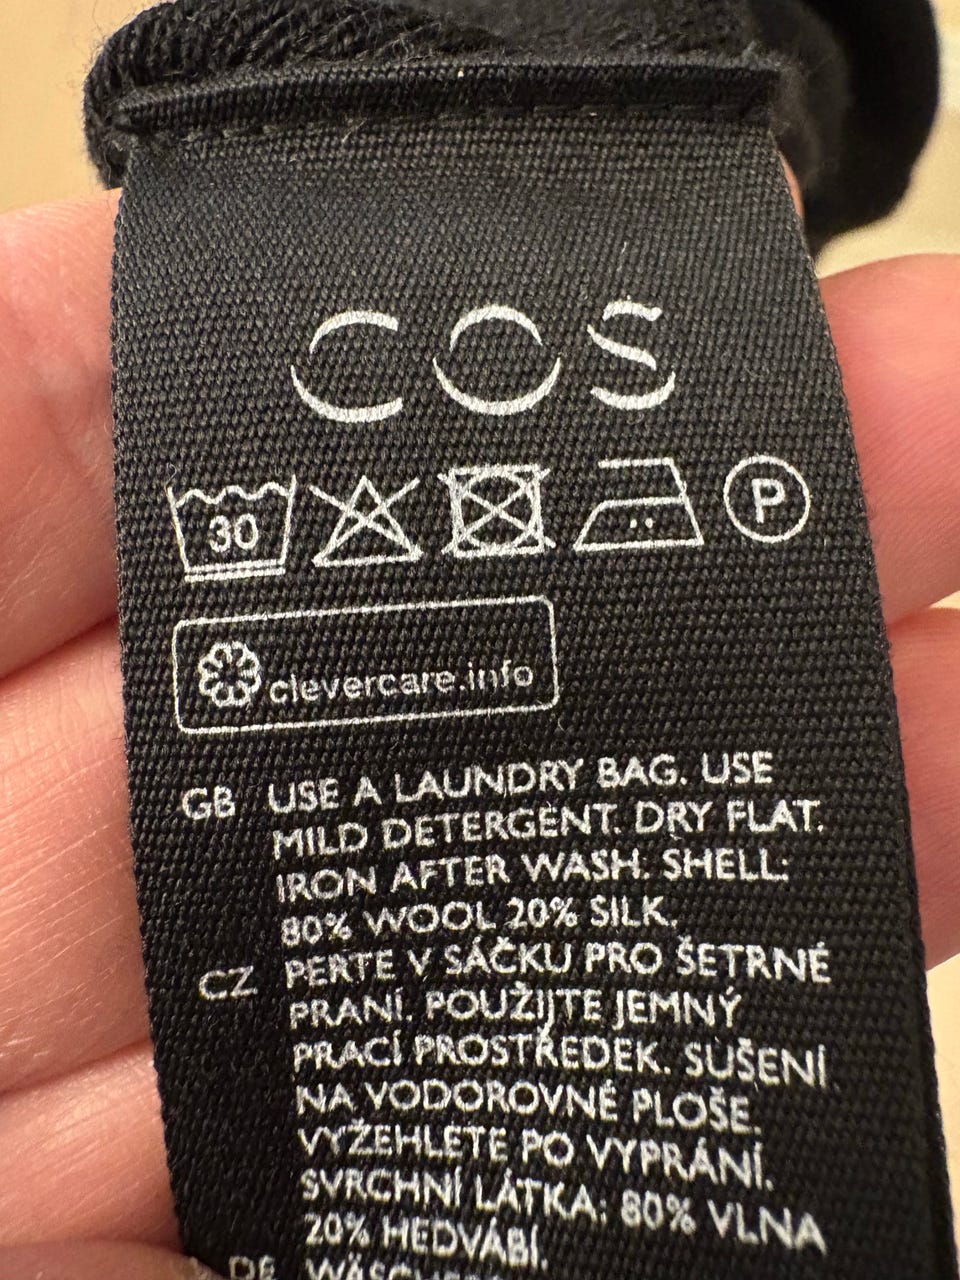 COS
30
P
clevercare.info
GB USE A LAUNDRY BAG. USE
MILD DETERGENT. DRY FLAT.
IRON AFTER WASH. SHELL:
80% WOOL 20% SILK.
CZ PERTE V SÁČKU PRO ŠETRNÉ
PRANÍ. POUŽIJTE JEMNÝ
PRACÍ PROSTŘEDEK. SUŠENÍ
NA VODOROVNÉ PLOŠE.
VYŽEHLETE PO VYPRÁNÍ.
SVRCHNÍ LÁTKA: 80% VLNA
20% HEDVÁBÍ.
DE